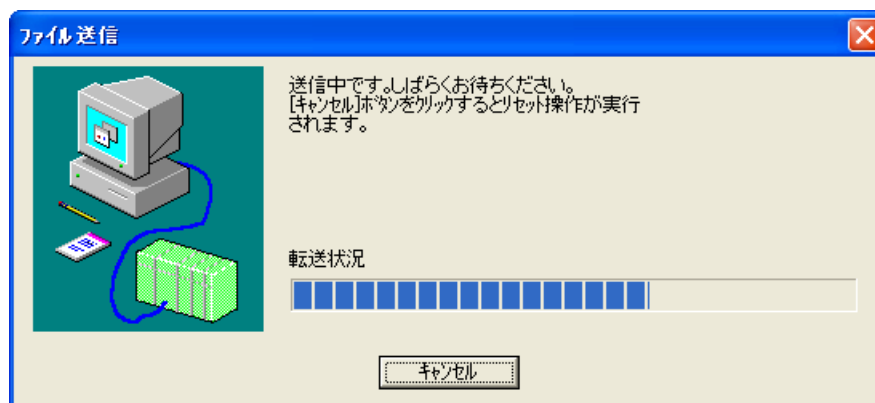 ファイル送信
送信中です。しばらくお待ちください。
[キャンセル]ボタンをクリックするとリセット操作が実行
されます。
転送状況
キャンセル